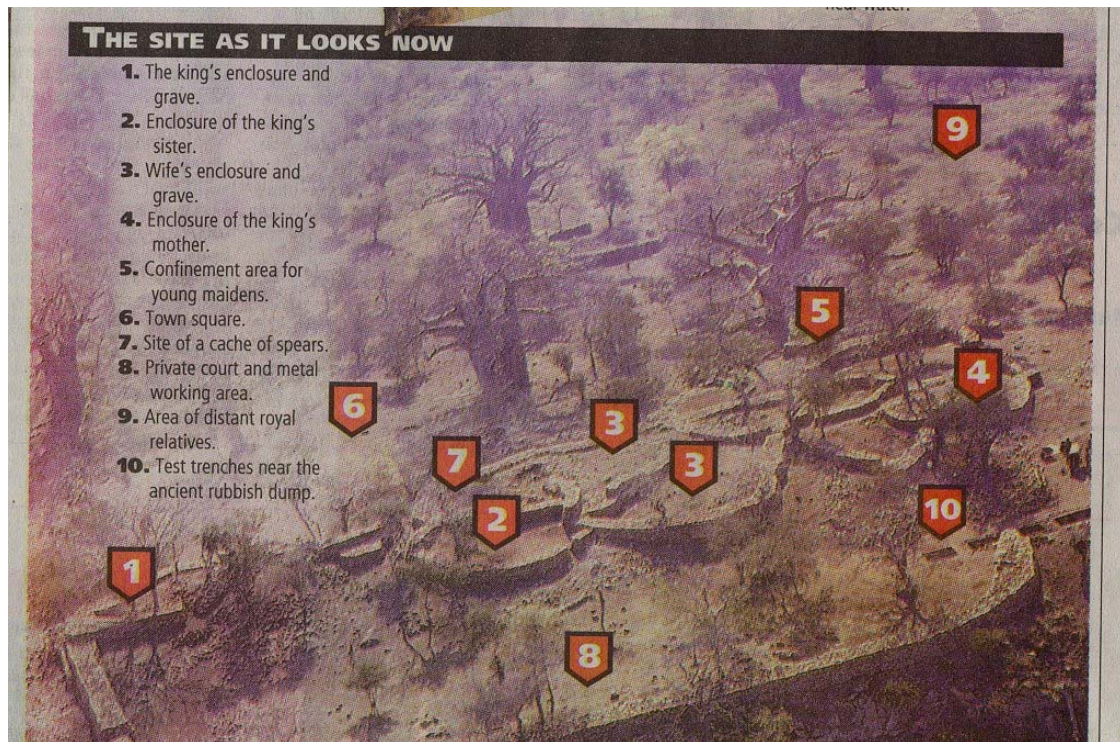 near water.
THE SITE AS IT LOOKS NOW
1. The king's enclosure and
grave.
2. Enclosure of the king's
sister.
3. Wife's enclosure and
grave.
4. Enclosure of the king's
mother.
5. Confinement area for
young maidens.
6. Town square.
7. Site of a cache of spears.
8. Private court and metal
working area.
9. Area of distant royal
relatives.
10. Test trenches near the
ancient rubbish dump.
9
5
4
6
3
7
3
2
10
1
8